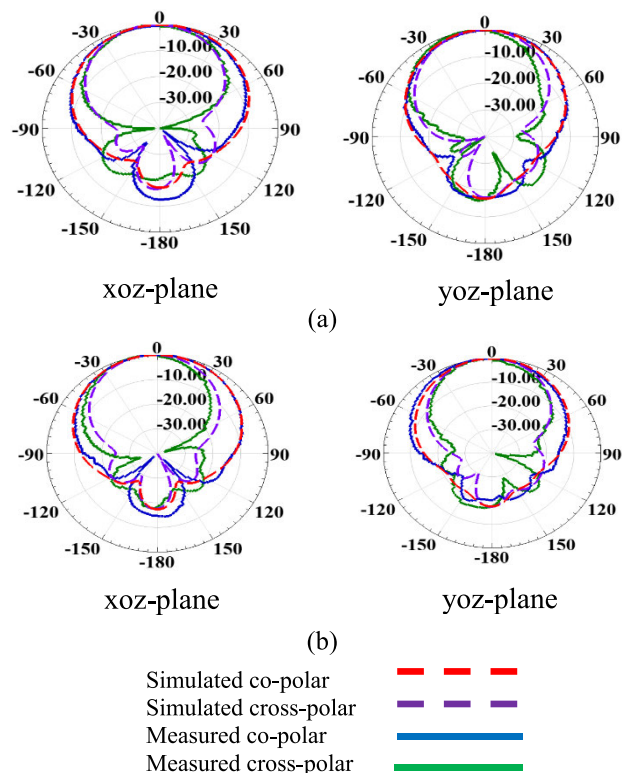 0
-30 30
-10.00
-60 -20.00 60
-30.00
-90 90
-120 120
-150 150
-180
xoz-plane
0
-30 30
-10.00
-60 -20.00 60
-30.00
-90 90
-120 120
-150 150
-180
yoz-plane
(a)
0
-30 30
-10.00
-60 -20.00 60
-30.00
-90 90
-120 120
-150 150
-180
xoz-plane
0
-30 30
-10.00
-60 -20.00 60
-30.00
-90 90
-120 120
-150 150
-180
yoz-plane
(b)
Simulated co-polar
Simulated cross-polar
Measured co-polar
Measured cross-polar